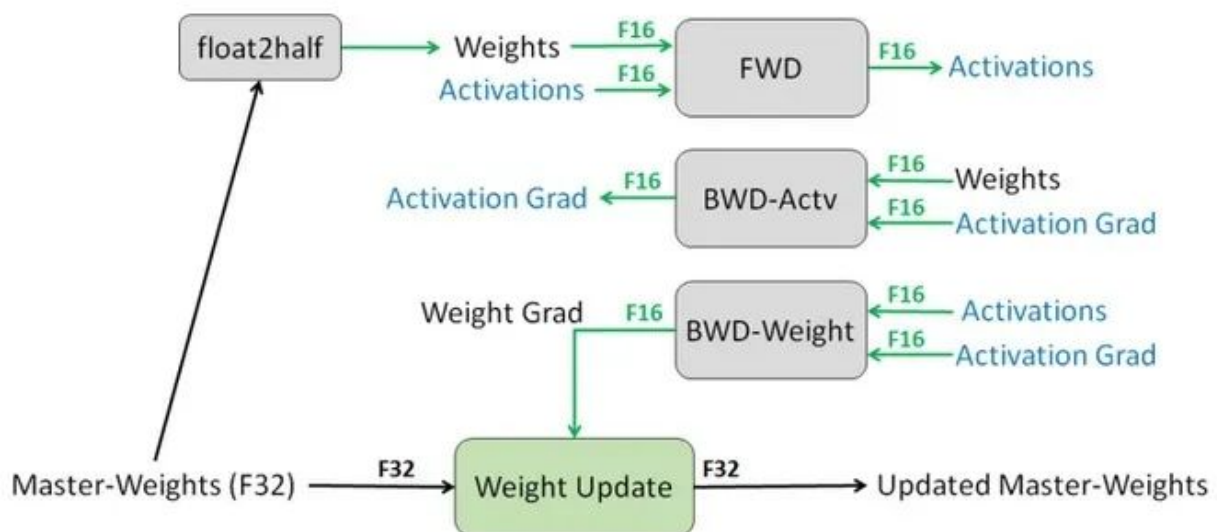 float2half
Weights
F16
Activations
F16
FWD
F16
Activations
Activation Grad
F16
BWD-Actv
F16
Weights
F16
Activation Grad
Weight Grad
F16
BWD-Weight
F16
Activations
F16
Activation Grad
Master-Weights (F32)
F32
Weight Update
F32
Updated Master-Weights